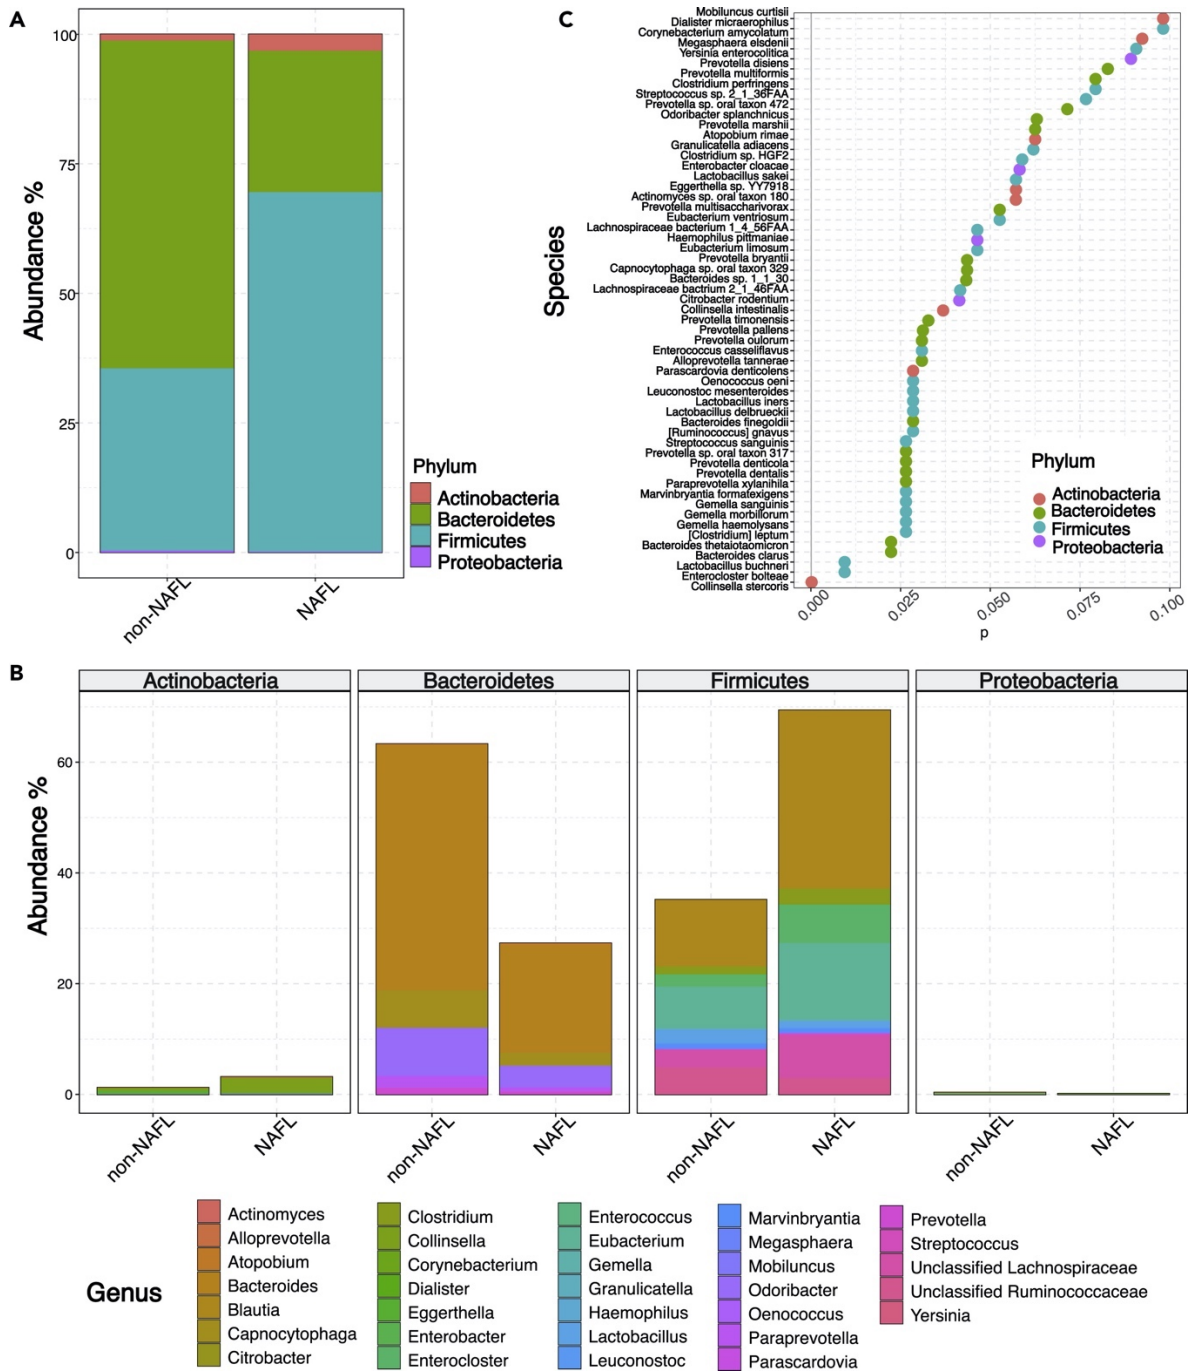 A
100
75
50
25
0
Abundance %
non-NAFL
NAFL
Phylum
Actinobacteria
Bacteroidetes
Firmicutes
Proteobacteria
C
Species
Mobiluncus curtisii
Dialister micraerophilus
Corynebacterium amycolatum
Megasphaera elsdenii
Yersinia enterocolitica
Prevotella disiens
Prevotella multiformis
Clostridium perfringens
Streptococcus sp. 2_1_36FAA
Prevotella sp. oral taxon 472
Odoribacter splanchnicus
Prevotella marshii
Atopobium rimae
Granulicatella adiacens
Clostridium sp. HGF2
Enterobacter cloacae
Lactobacillus sakei
Eggerthella sp. YY7918
Actinomyces sp. oral taxon 180
Prevotella multisaccharivorax
Eubacterium ventriosum
Lachnospiraceae bacterium 1_4_56FAA
Haemophilus pittmaniae
Eubacterium limosum
Prevotella bryantii
Capnocytophaga sp. oral taxon 329
Bacteroides sp. 1_1_30
Lachnospiraceae bactrium 2_1_46FAA
Citrobacter rodentium
Collinsella intestinalis
Prevotella timonensis
Prevotella pallens
Prevotella oulorum
Enterococcus casseliflavus
Alloprevotella tannerae
Parascardovia denticolens
Oenococcus oeni
Leuconostoc mesenteroides
Lactobacillus iners
Lactobacillus delbrueckii
Bacteroides finegoldii
[Ruminococcus] gnavus
Streptococcus sanguinis
Prevotella sp. oral taxon 317
Prevotella denticola
Prevotella dentalis
Paraprevotella xylanihila
Marvinbryantia formatexigens
Gemella sanguinis
Gemella morbillorum
Gemella haemolysans
[Clostridium] leptum
Bacteroides thetaiotaomicron
Bacteroides clarus
Lactobacillus buchneri
Enterocloster bolteae
Collinsella stercoris
0.000
0.025
0.050
0.075
0.100
p
Phylum
Actinobacteria
Bacteroidetes
Firmicutes
Proteobacteria
B
Actinobacteria
Bacteroidetes
Firmicutes
Proteobacteria
Abundance %
60
40
20
0
non-NAFL
NAFL
non-NAFL
NAFL
non-NAFL
NAFL
non-NAFL
NAFL
Genus
Actinomyces
Alloprevotella
Atopobium
Bacteroides
Blautia
Capnocytophaga
Citrobacter
Clostridium
Collinsella
Corynebacterium
Dialister
Eggerthella
Enterobacter
Enterocloster
Enterococcus
Eubacterium
Gemella
Granulicatella
Haemophilus
Lactobacillus
Leuconostoc
Marvinbryantia
Megasphaera
Mobiluncus
Odoribacter
Oenococcus
Paraprevotella
Parascardovia
Prevotella
Streptococcus
Unclassified Lachnospiraceae
Unclassified Ruminococcaceae
Yersinia